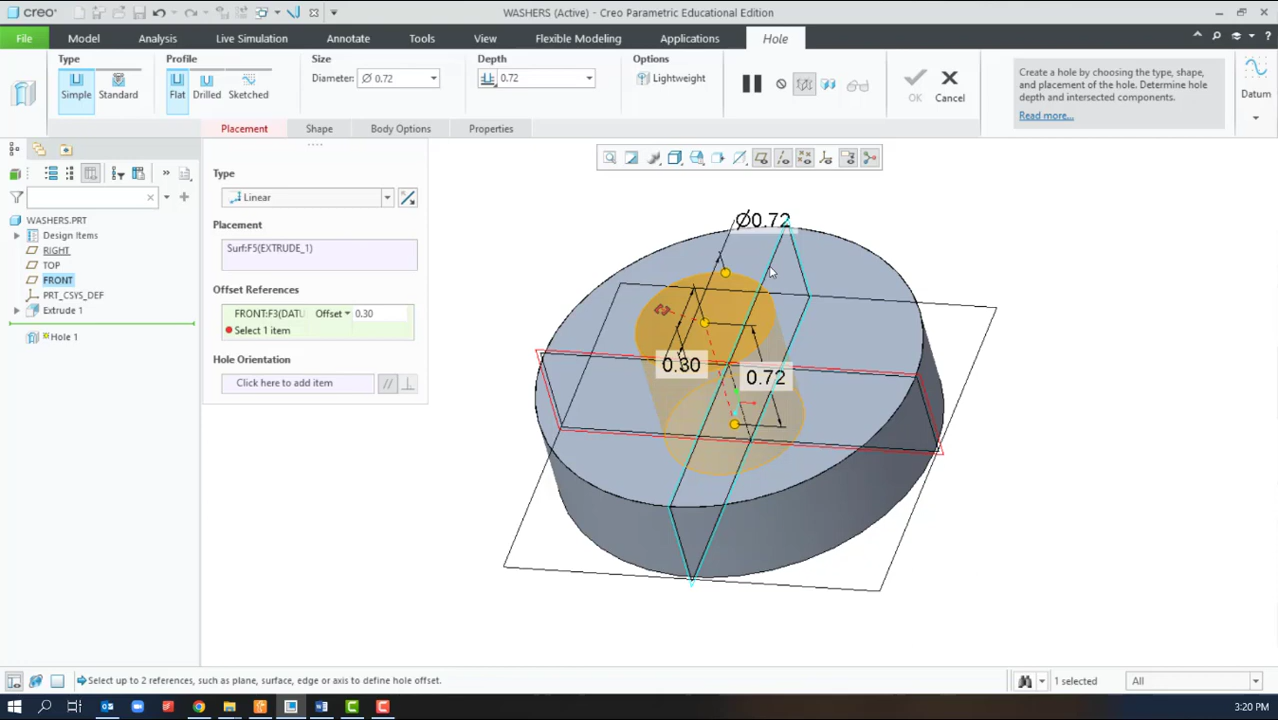 creo
WASHERS (Active) - Creo Parametric Educational Edition
File
Model
Analysis
Live Simulation
Annotate
Tools
View
Flexible Modeling
Applications
Hole
Type
Profile
Size
Depth
Options
Simple
Standard
Flat
Drilled
Sketched
Diameter:
Ø 0.72
0.72
Lightweight
OK
Cancel
Create a hole by choosing the type, shape,
and placement of the hole. Determine hole
depth and intersected components.
Read more...
Datum
Placement
Shape
Body Options
Properties
WASHERS.PRT
Design Items
RIGHT
TOP
FRONT
PRT_CSYS_DEF
Extrude 1
Hole 1
Type
Linear
Placement
Surf:F5(EXTRUDE_1)
Offset References
FRONT:F3(DATU Offset 0.30
Select 1 item
Hole Orientation
Click here to add item
Ø0.72
0.30
0.72
Select up to 2 references, such as plane, surface, edge or axis to define hole offset.
1 selected
All
3:20 PM